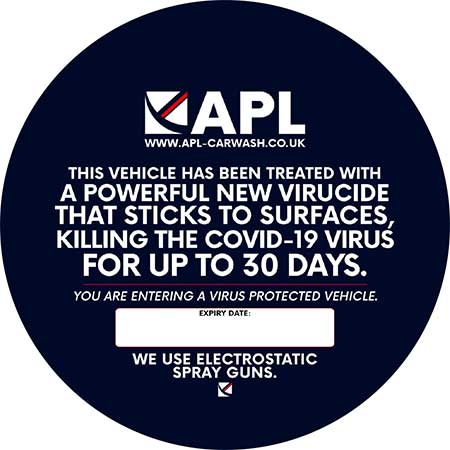 APL
WWW.APL-CARWASH.CO.UK
THIS VEHICLE HAS BEEN TREATED WITH
A POWERFUL NEW VIRUCIDE
THAT STICKS TO SURFACES,
KILLING THE COVID-19 VIRUS
FOR UP TO 30 DAYS.
YOU ARE ENTERING A VIRUS PROTECTED VEHICLE.
EXPIRY DATE:
WE USE ELECTROSTATIC
SPRAY GUNS.